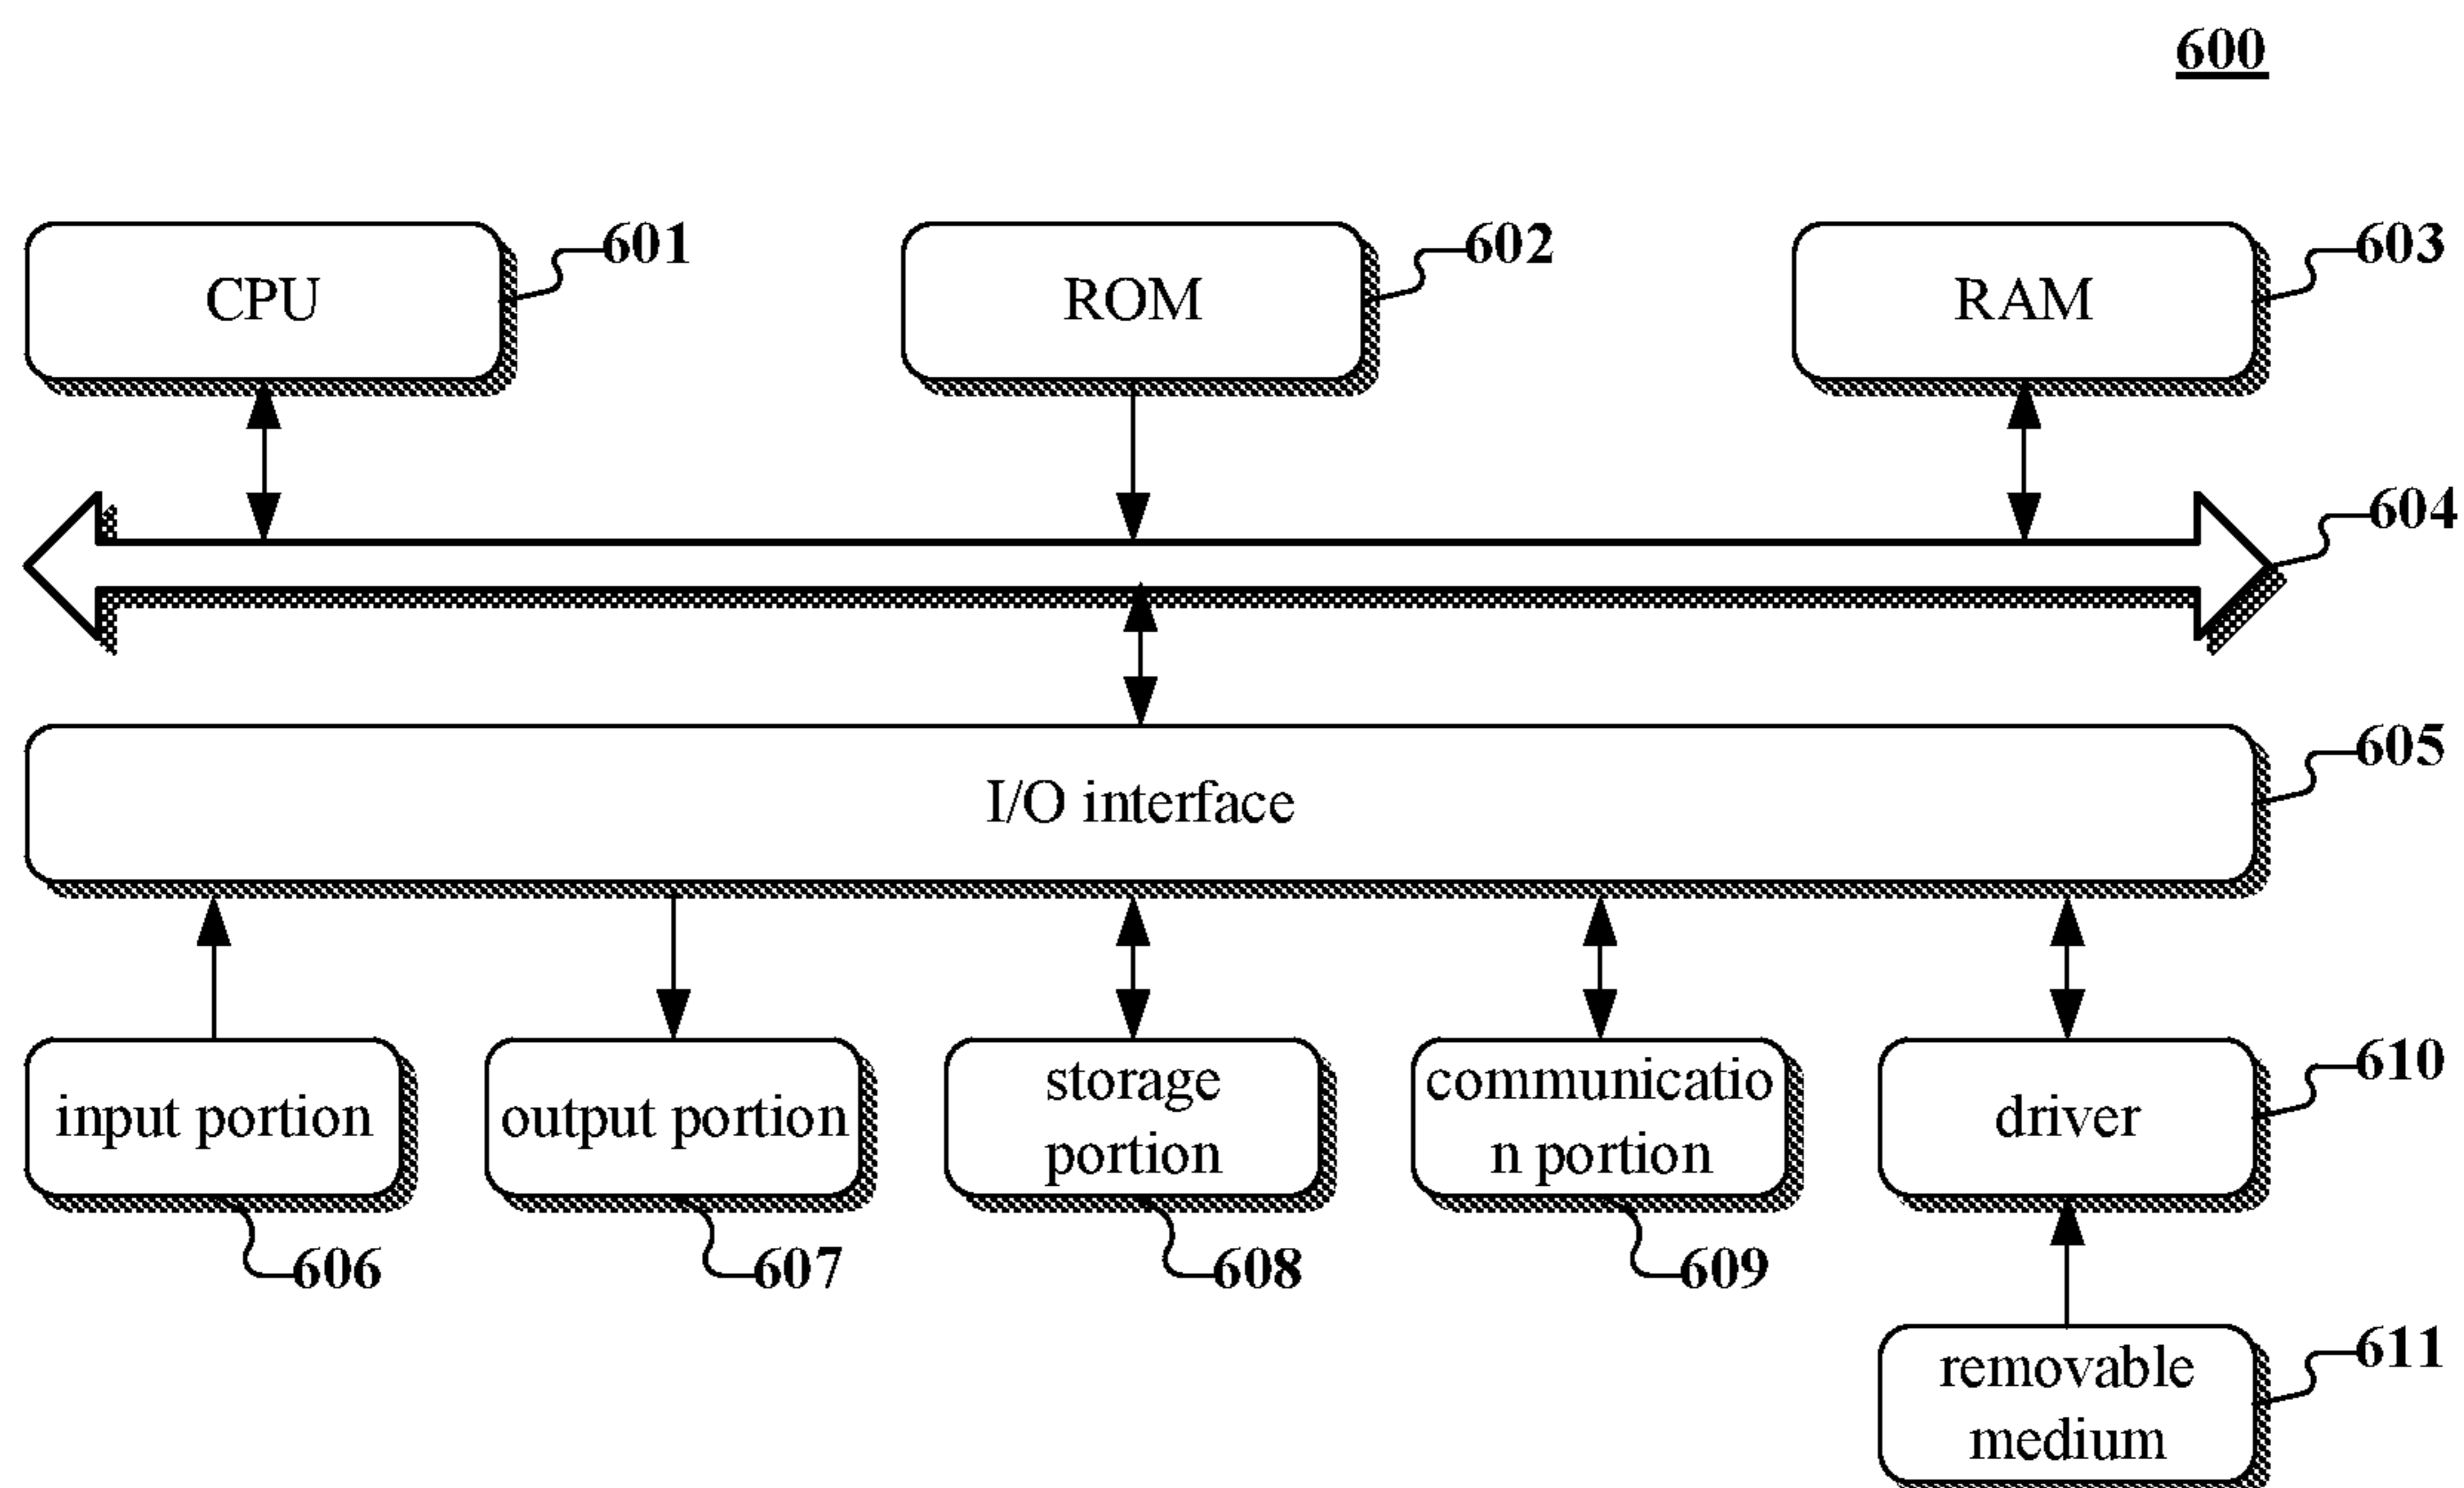 600
CPU
601
ROM
602
RAM
603
604
I/O interface
605
input portion
output portion
storage
portion
communicatio
n portion
driver
610
606
607
608
609
removable
medium
611